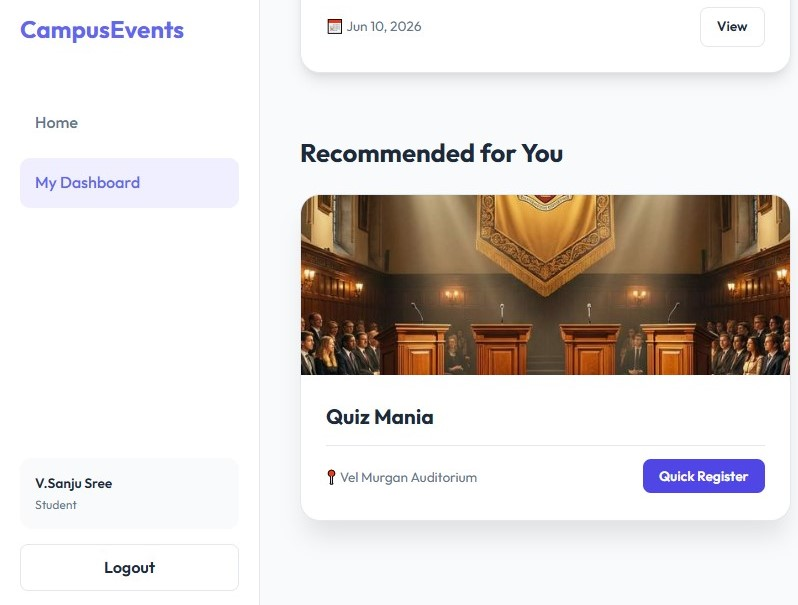 CampusEvents
Home
My Dashboard
V.Sanju Sree
Student
Logout
Jun 10, 2026
View
Recommended for You
Quiz Mania
Vel Murgan Auditorium
Quick Register